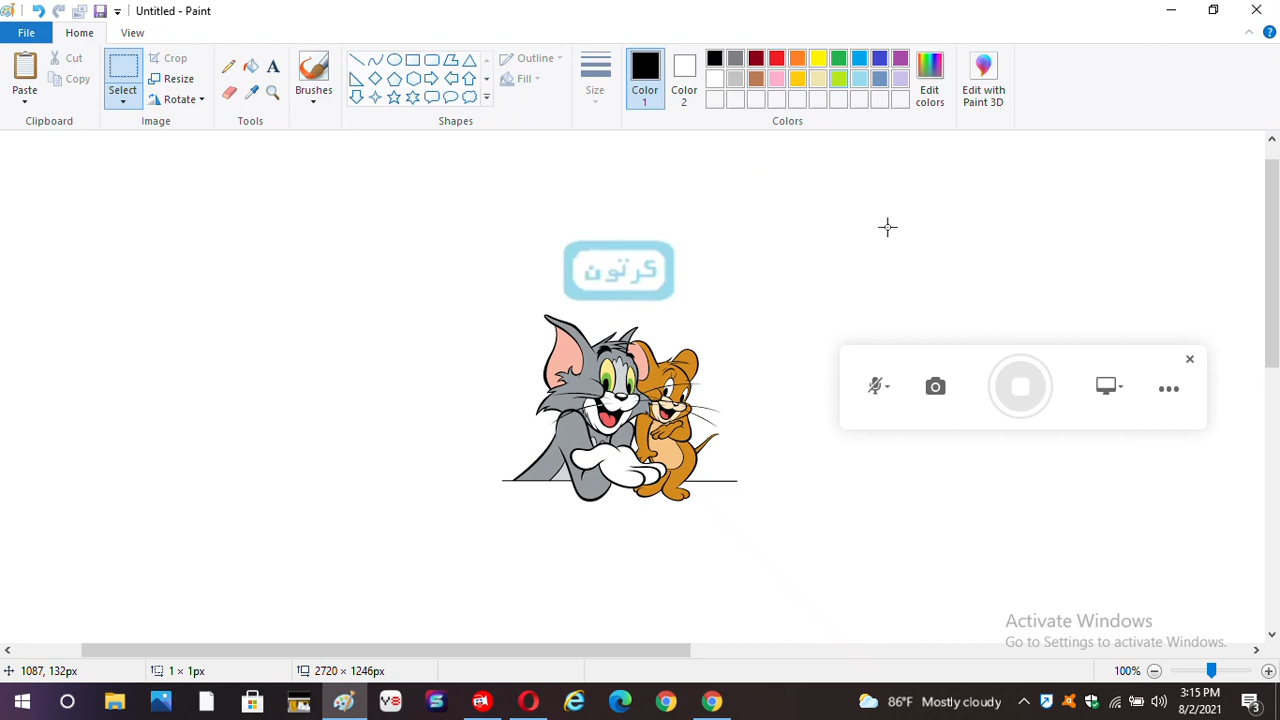 Untitled - Paint
File
Home
View
Paste
Cut
Copy
Clipboard
Select
Crop
Resize
Rotate
Image
Tools
Brushes
Shapes
Outline
Fill
Size
Color 1
Color 2
Colors
Edit colors
Edit with Paint 3D
کرتون
Activate Windows
Go to Settings to activate Windows.
1087, 132px
1 × 1px
2720 × 1246px
100%
86°F Mostly cloudy
3:15 PM
8/2/2021
3